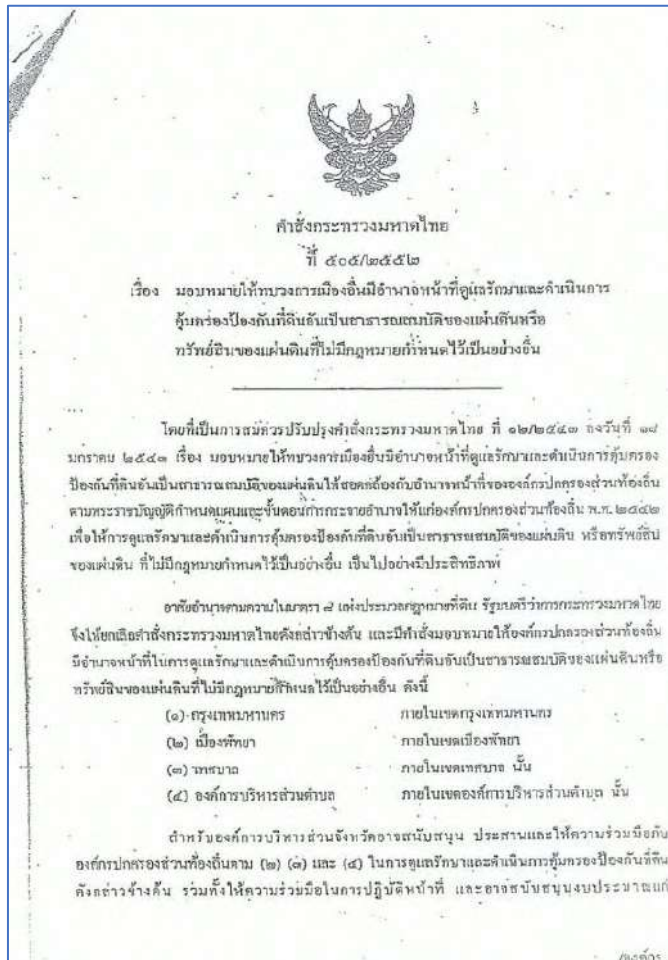 คำสั่งกระทรวงมหาดไทย
ที่ ๕๐๕/๒๕๕๒
เรื่อง มอบหมายให้ทบวงการเมืองอื่นมีอำนาจหน้าที่ดูแลรักษาและดำเนินการ
คุ้มครองป้องกันที่ดินอันเป็นสาธารณสมบัติของแผ่นดินหรือ
ทรัพย์สินของแผ่นดินที่ไม่มีกฎหมายกำหนดไว้เป็นอย่างอื่น
โดยที่เป็นการสมควรปรับปรุงคำสั่งกระทรวงมหาดไทย ที่ ๑๒/๒๕๔๓ ลงวันที่ ๑๘
มกราคม ๒๕๔๓ เรื่อง มอบหมายให้ทบวงการเมืองอื่นมีอำนาจหน้าที่ดูแลรักษาและดำเนินการคุ้มครอง
ป้องกันที่ดินอันเป็นสาธารณสมบัติของแผ่นดินให้สอดคล้องกับอำนาจหน้าที่ขององค์กรปกครองส่วนท้องถิ่น
ตามพระราชบัญญัติกำหนดแผนและขั้นตอนการกระจายอำนาจให้แก่องค์กรปกครองส่วนท้องถิ่น พ.ศ. ๒๕๔๒
เพื่อให้การดูแลรักษาและดำเนินการคุ้มครองป้องกันที่ดินอันเป็นสาธารณสมบัติของแผ่นดิน หรือทรัพย์สิน
ของแผ่นดิน ที่ไม่มีกฎหมายกำหนดไว้เป็นอย่างอื่น เป็นไปอย่างมีประสิทธิภาพ
อาศัยอำนาจตามความในมาตรา ๘ แห่งประมวลกฎหมายที่ดิน รัฐมนตรีว่าการกระทรวงมหาดไทย
จึงให้ยกเลิกคำสั่งกระทรวงมหาดไทยดังกล่าวข้างต้น และมีคำสั่งมอบหมายให้องค์กรปกครองส่วนท้องถิ่น
มีอำนาจหน้าที่ในการดูแลรักษาและดำเนินการคุ้มครองป้องกันที่ดินอันเป็นสาธารณสมบัติของแผ่นดินหรือ
ทรัพย์สินของแผ่นดินที่ไม่มีกฎหมายกำหนดไว้เป็นอย่างอื่น ดังนี้
(๑) กรุงเทพมหานคร ภายในเขตกรุงเทพมหานคร
(๒) เมืองพัทยา ภายในเขตเมืองพัทยา
(๓) เทศบาล ภายในเขตเทศบาล นั้น
(๔) องค์การบริหารส่วนตำบล ภายในเขตองค์การบริหารส่วนตำบล นั้น
สำหรับองค์การบริหารส่วนจังหวัดอาจสนับสนุน ประสานและให้ความร่วมมือกับ
องค์กรปกครองส่วนท้องถิ่นตาม (๒) (๓) และ (๔) ในการดูแลรักษาและดำเนินการคุ้มครองป้องกันที่ดิน
ดังกล่าวข้างต้น รวมทั้งให้ความร่วมมือในการปฏิบัติหน้าที่ และอาจสนับสนุนงบประมาณแก่
/องค์กร